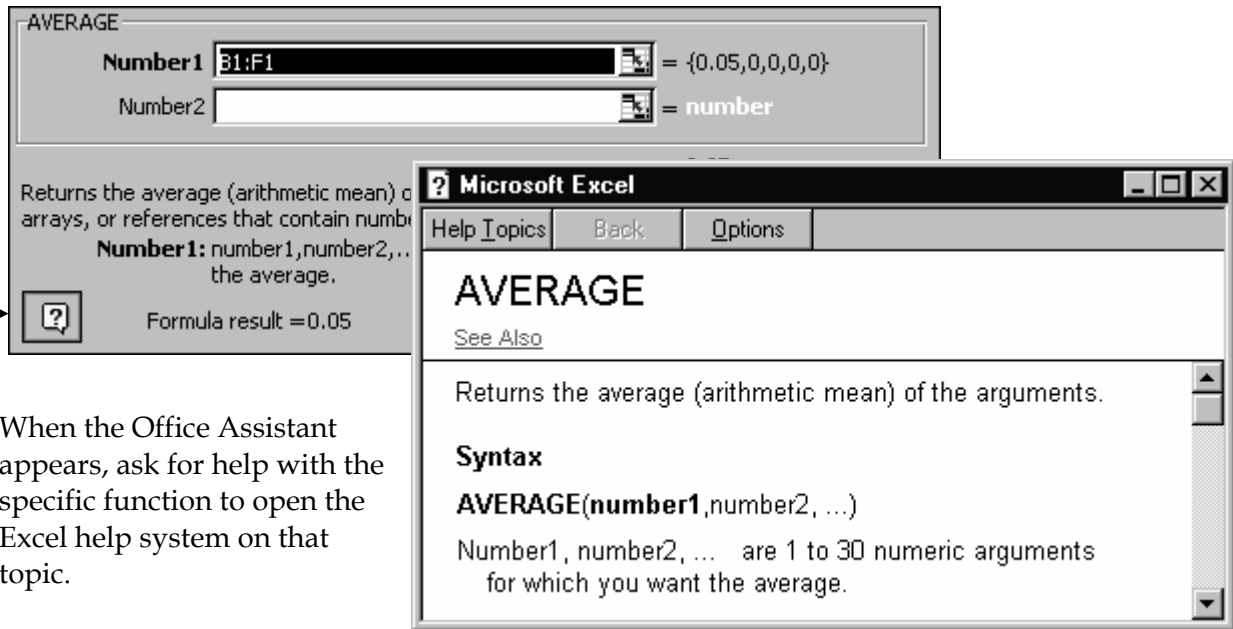 AVERAGE
Number1 B1:F1 = {0.05,0,0,0,0}
Number2 = number
Returns the average (arithmetic mean) o
arrays, or references that contain numbe
Number1: number1,number2,..
the average.
Formula result =0.05
Microsoft Excel
Help Topics Back Options
AVERAGE
See Also
Returns the average (arithmetic mean) of the arguments.
Syntax
AVERAGE(number1,number2, ...)
Number1, number2, ... are 1 to 30 numeric arguments
for which you want the average.
When the Office Assistant
appears, ask for help with the
specific function to open the
Excel help system on that
topic.